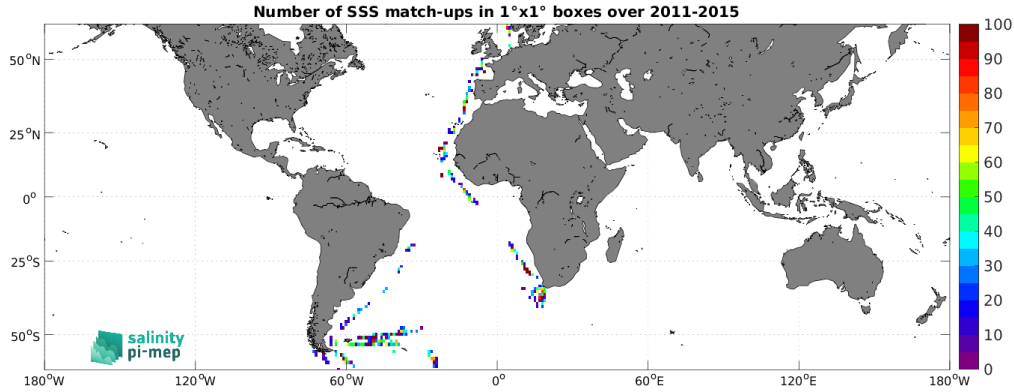 Number of SSS match-ups in 1°x1° boxes over 2011-2015
50°N
25°N
0°
25°S
50°S
180°W
120°W
60°W
0°
60°E
120°E
180°W
100
90
80
70
60
50
40
30
20
10
0
salinity
pi-mep